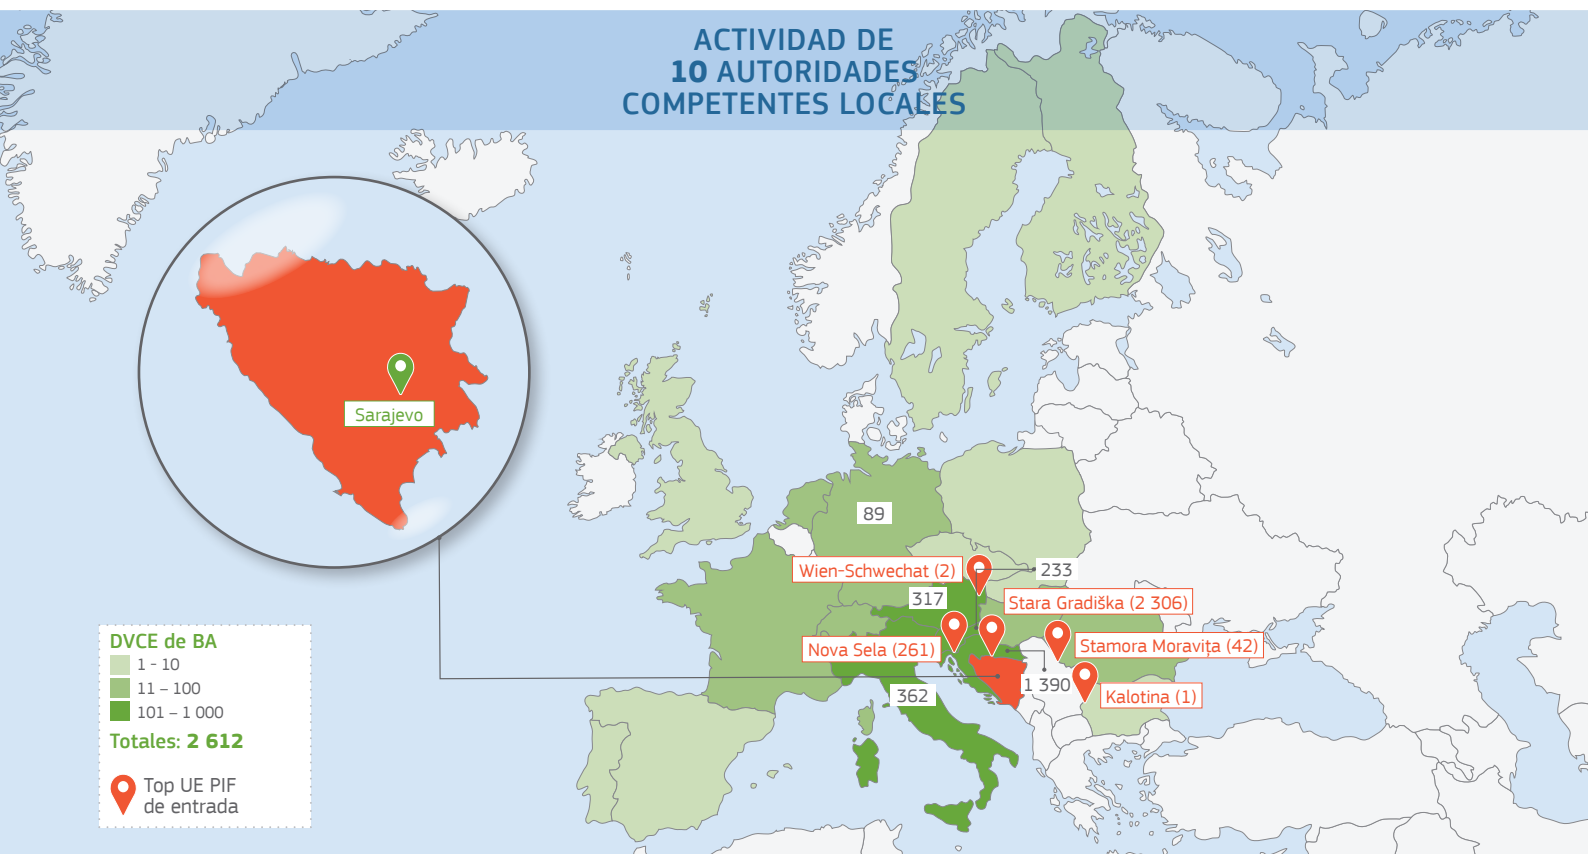 ACTIVIDAD DE
10 AUTORIDADES
COMPETENTES LOCALES
Sarajevo
89
Wien-Schwechat (2)
233
317
Stara Gradiška (2 306)
Nova Sela (261)
Stamora Moravița (42)
1 390
362
Kalotina (1)
DVCE de BA
1 - 10
11 – 100
101 – 1 000
Totales: 2 612
Top UE PIF
de entrada